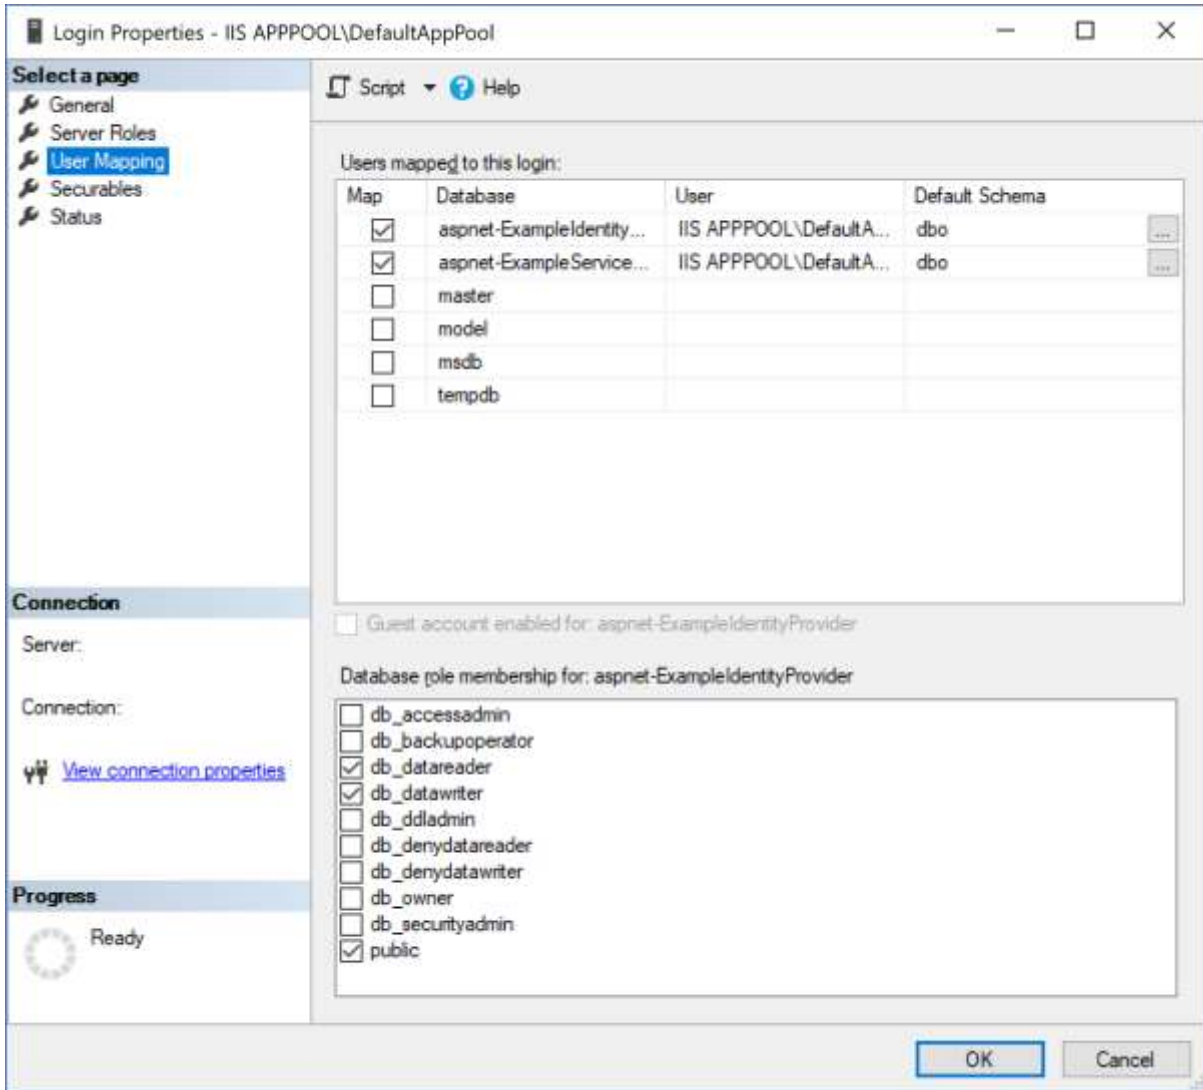 Login Properties - IIS APPPOOL\DefaultAppPool
Select a page
General
Server Roles
User Mapping
Securables
Status
Script
Help
Users mapped to this login:
Map Database User Default Schema
aspnet-ExampleIdentity... IIS APPPOOL\DefaultA... dbo ...
aspnet-ExampleService... IIS APPPOOL\DefaultA... dbo ...
master
model
msdb
tempdb
Guest account enabled for: aspnet-ExampleIdentityProvider
Database role membership for: aspnet-ExampleIdentityProvider
db_accessadmin
db_backupoperator
db_datareader
db_datawriter
db_ddladmin
db_denydatareader
db_denydatawriter
db_owner
db_securityadmin
public
Connection
Server:
Connection:
View connection properties
Progress
Ready
OK
Cancel